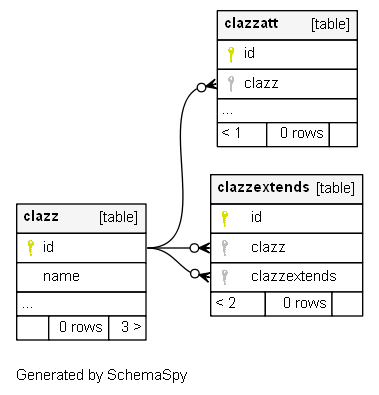 clazzatt [table]
id
clazz
...
< 1 0 rows
clazzextends [table]
id
clazz
clazzextends
< 2 0 rows
clazz [table]
id
name
...
0 rows 3 >
Generated by SchemaSpy